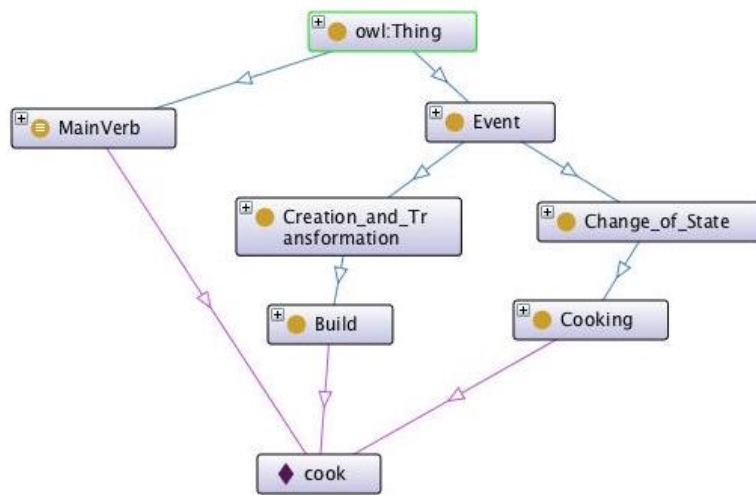 owl:Thing
MainVerb
Event
Creation_and_Tr
ansformation
Change_of_State
Build
Cooking
cook